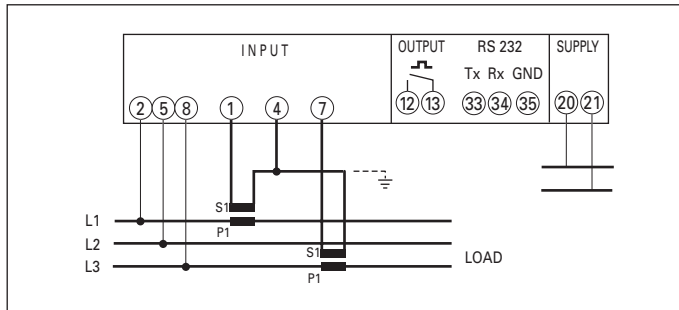 INPUT
OUTPUT
RS 232
SUPPLY
Tx Rx GND
2 5 8 1 4 7
12 13 33 34 35 20 21
S1
L1
P1
L2
S1
LOAD
L3
P1